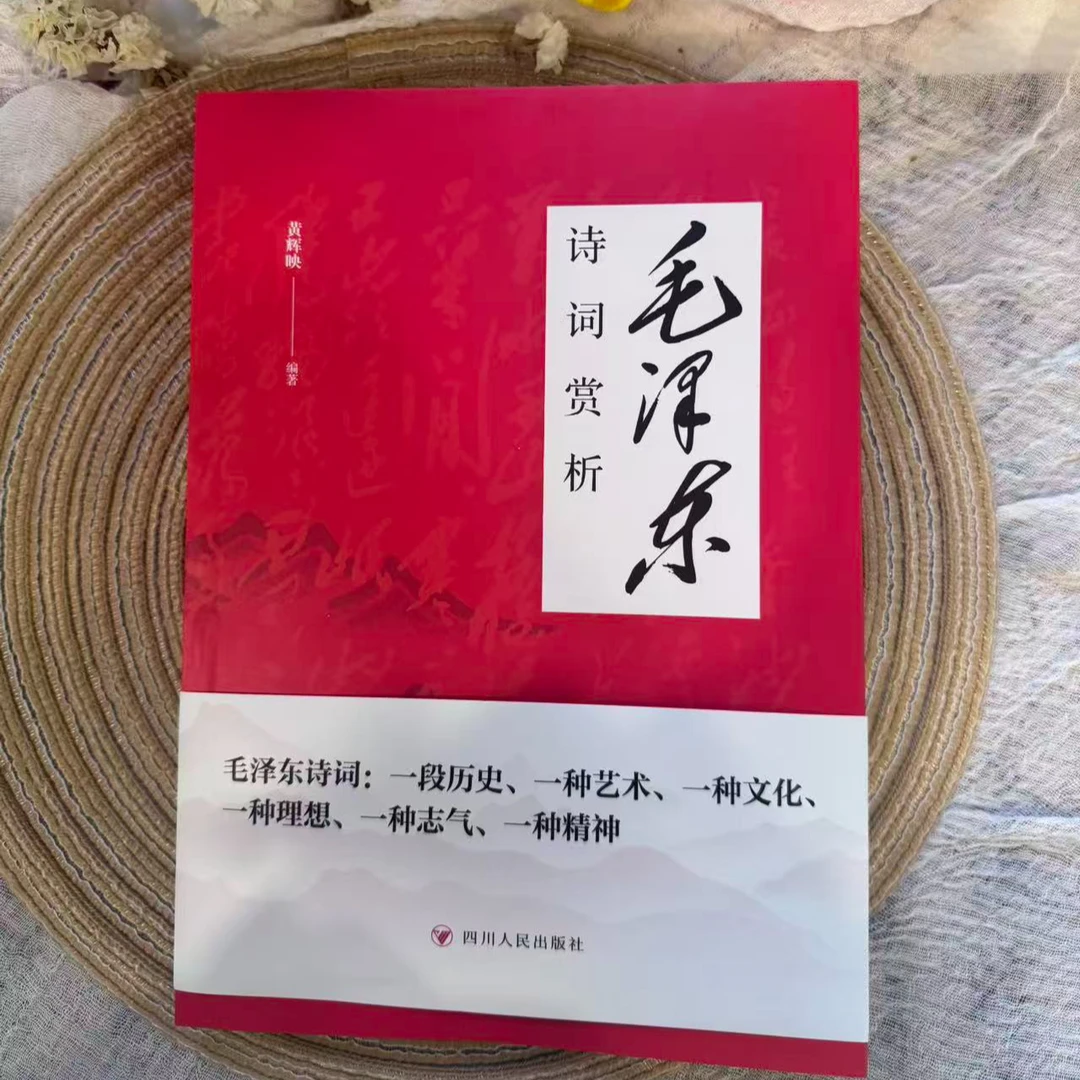 毛泽东
诗词赏析
黄辉映
编著
毛泽东诗词：一段历史、一种艺术、一种文化、
一种理想、一种志气、一种精神
四川人民出版社